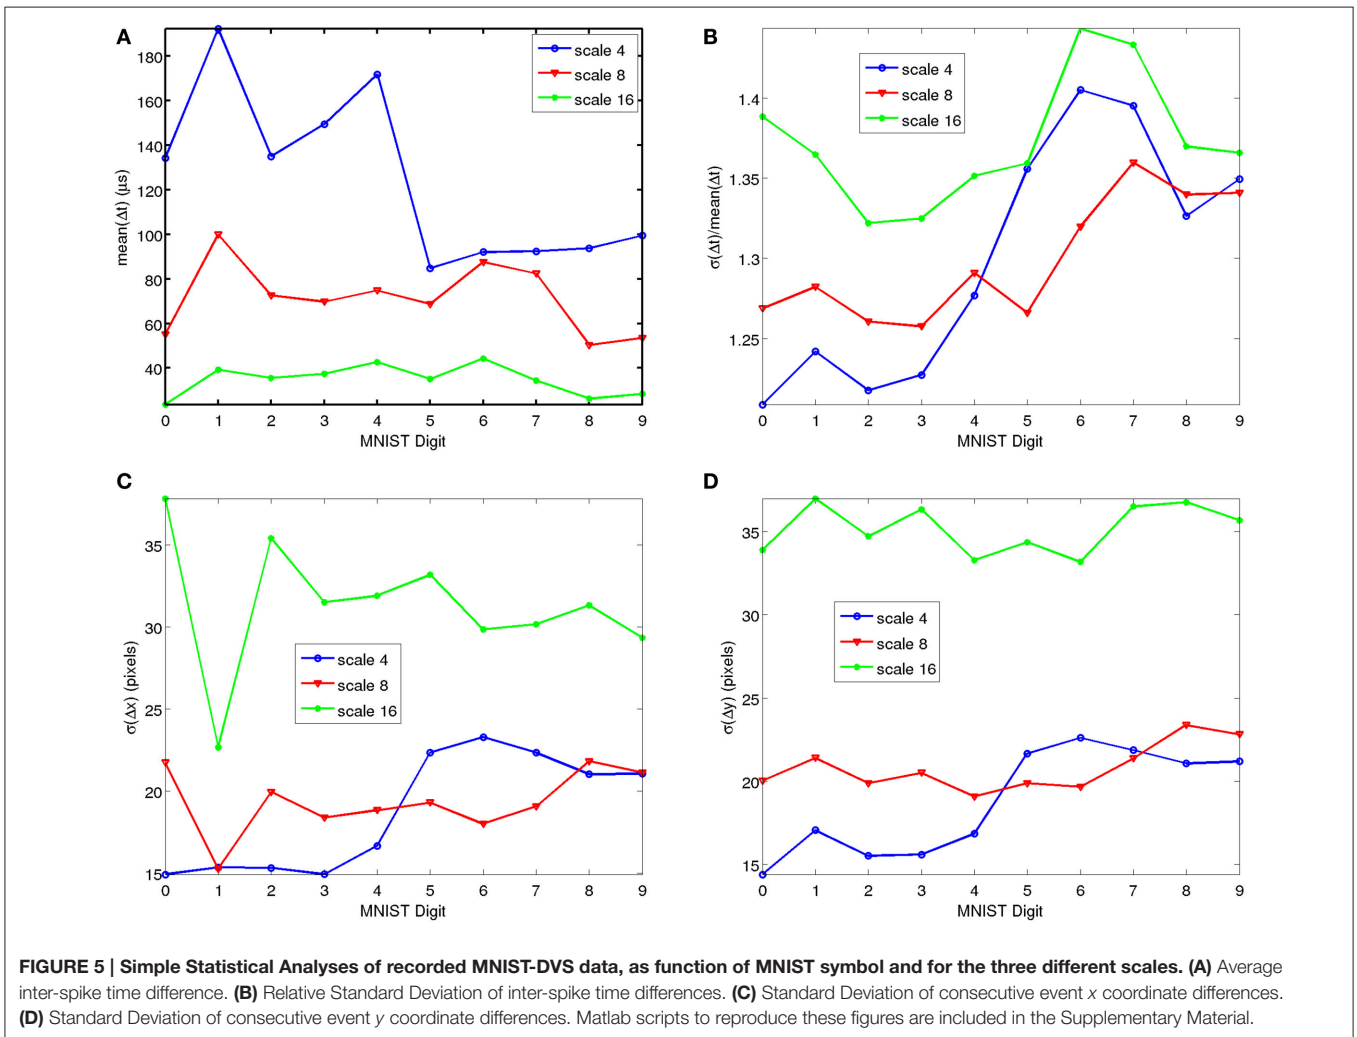 A
180
160
140
120
100
80
60
40
mean(Δt) (µs)
scale 4
scale 8
scale 16
0 1 2 3 4 5 6 7 8 9
MNIST Digit
B
1.4
1.35
1.3
1.25
σ(Δt)/mean(Δt)
scale 4
scale 8
scale 16
0 1 2 3 4 5 6 7 8 9
MNIST Digit
C
35
30
25
20
15
σ(Δx) (pixels)
scale 4
scale 8
scale 16
0 1 2 3 4 5 6 7 8 9
MNIST Digit
D
35
30
25
20
15
σ(Δy) (pixels)
scale 4
scale 8
scale 16
0 1 2 3 4 5 6 7 8 9
MNIST Digit
FIGURE 5 | Simple Statistical Analyses of recorded MNIST-DVS data, as function of MNIST symbol and for the three different scales. (A) Average
inter-spike time difference. (B) Relative Standard Deviation of inter-spike time differences. (C) Standard Deviation of consecutive event x coordinate differences.
(D) Standard Deviation of consecutive event y coordinate differences. Matlab scripts to reproduce these figures are included in the Supplementary Material.